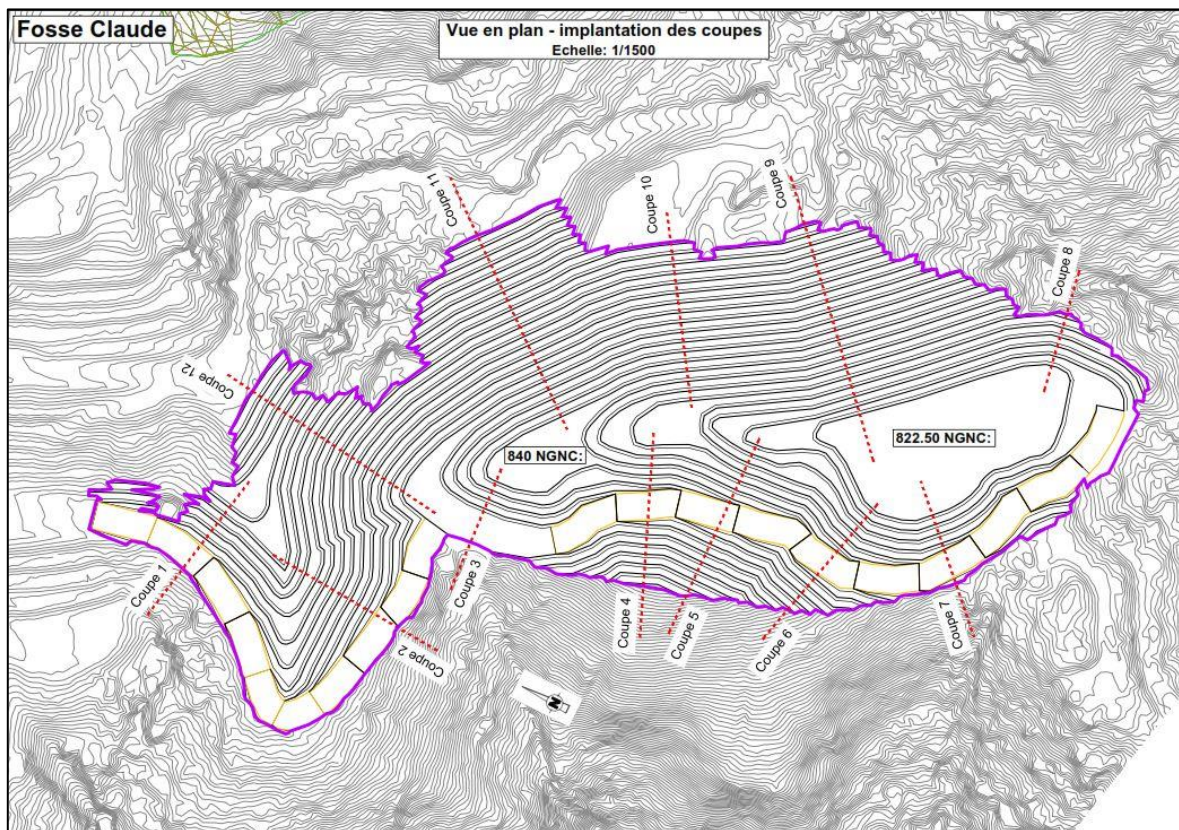 Fosse Claude
Vue en plan - implantation des coupes
Echelle: 1/1500
Coupe 11
Coupe 10
Coupe 9
Coupe 8
Coupe 12
840 NGNC:
822.50 NGNC:
Coupe 1
Coupe 2
Coupe 3
Coupe 4
Coupe 5
Coupe 6
Coupe 7
N